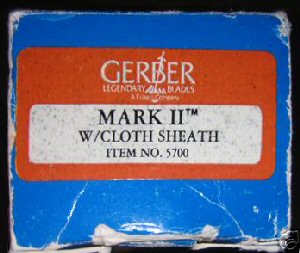 GERBER
LEGENDARY BLADES
A Fiskars Company
MARK II™
W/CLOTH SHEATH
ITEM NO. 5700